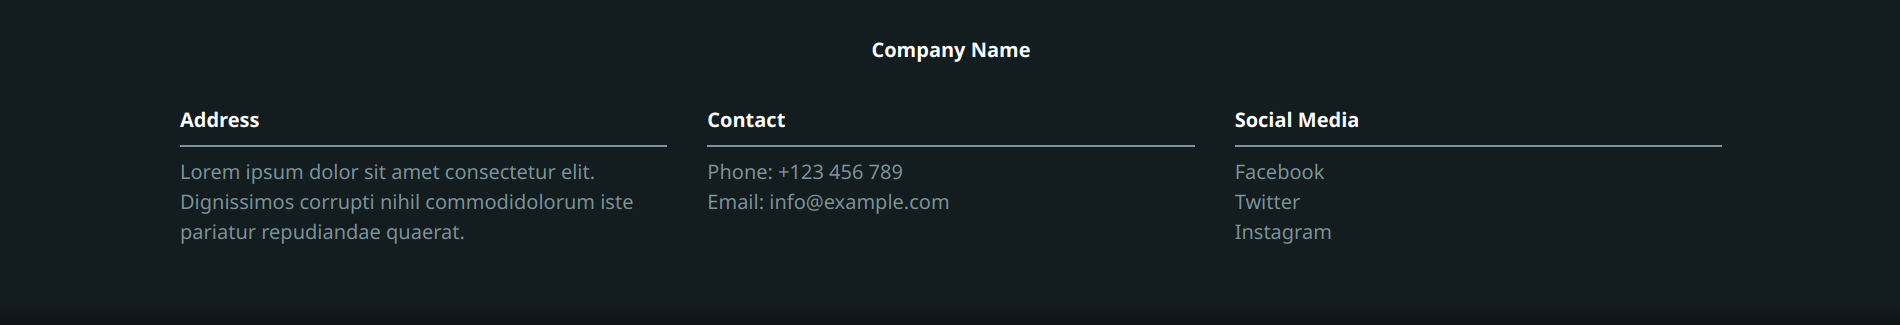 Company Name
Address
Lorem ipsum dolor sit amet consectetur elit.
Dignissimos corrupti nihil commodidolorum iste
pariatur repudiandae quaerat.
Contact
Phone: +123 456 789
Email: info@example.com
Social Media
Facebook
Twitter
Instagram